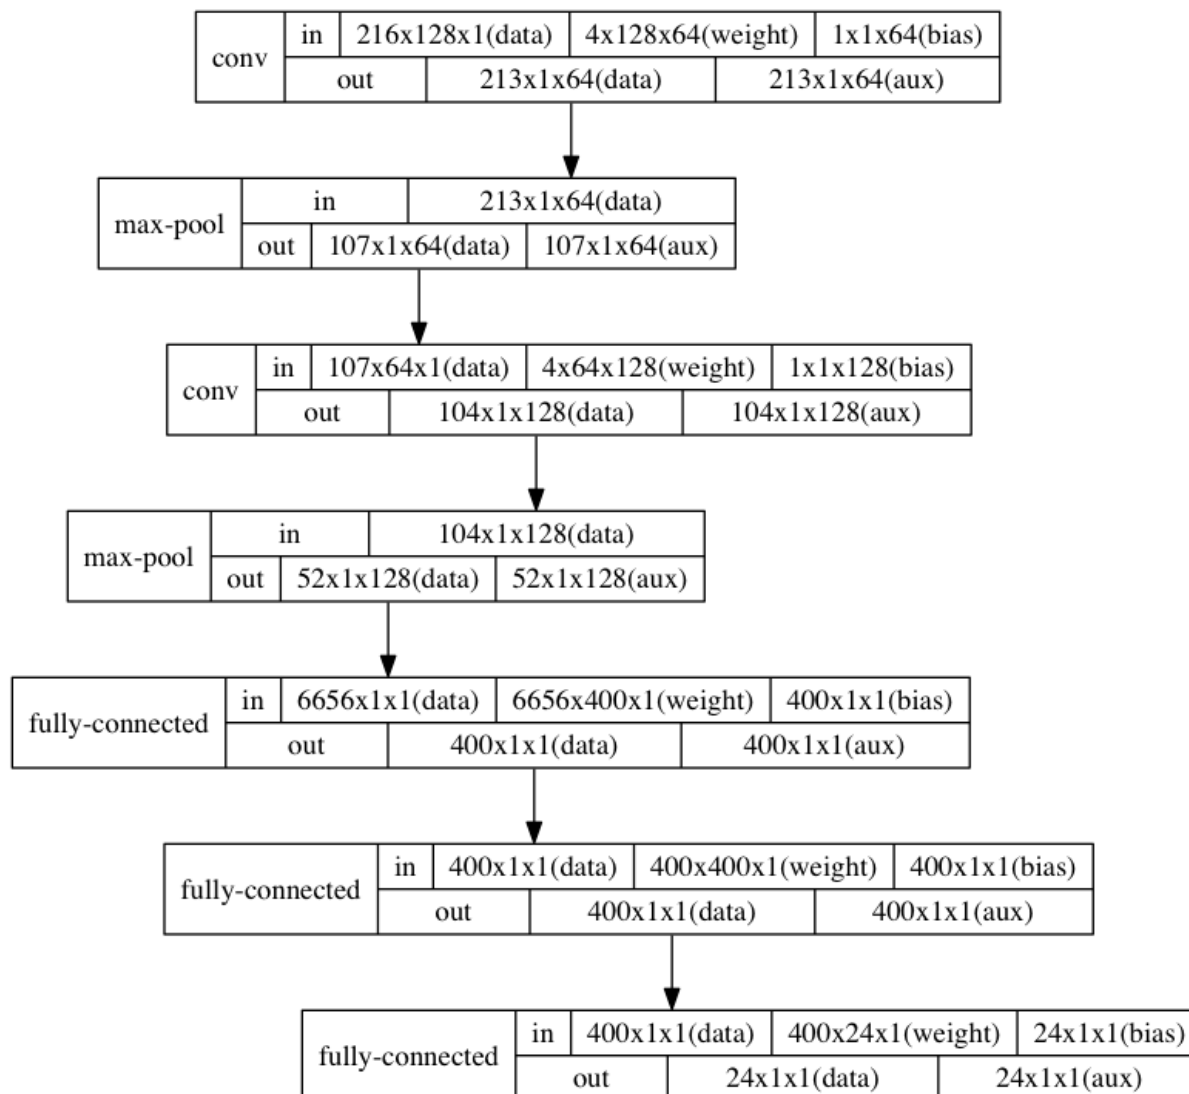 conv in 216x128x1(data) 4x128x64(weight) 1x1x64(bias)
out 213x1x64(data) 213x1x64(aux)
max-pool in 213x1x64(data)
out 107x1x64(data) 107x1x64(aux)
conv in 107x64x1(data) 4x64x128(weight) 1x1x128(bias)
out 104x1x128(data) 104x1x128(aux)
max-pool in 104x1x128(data)
out 52x1x128(data) 52x1x128(aux)
fully-connected in 6656x1x1(data) 6656x400x1(weight) 400x1x1(bias)
out 400x1x1(data) 400x1x1(aux)
fully-connected in 400x1x1(data) 400x400x1(weight) 400x1x1(bias)
out 400x1x1(data) 400x1x1(aux)
fully-connected in 400x1x1(data) 400x24x1(weight) 24x1x1(bias)
out 24x1x1(data) 24x1x1(aux)